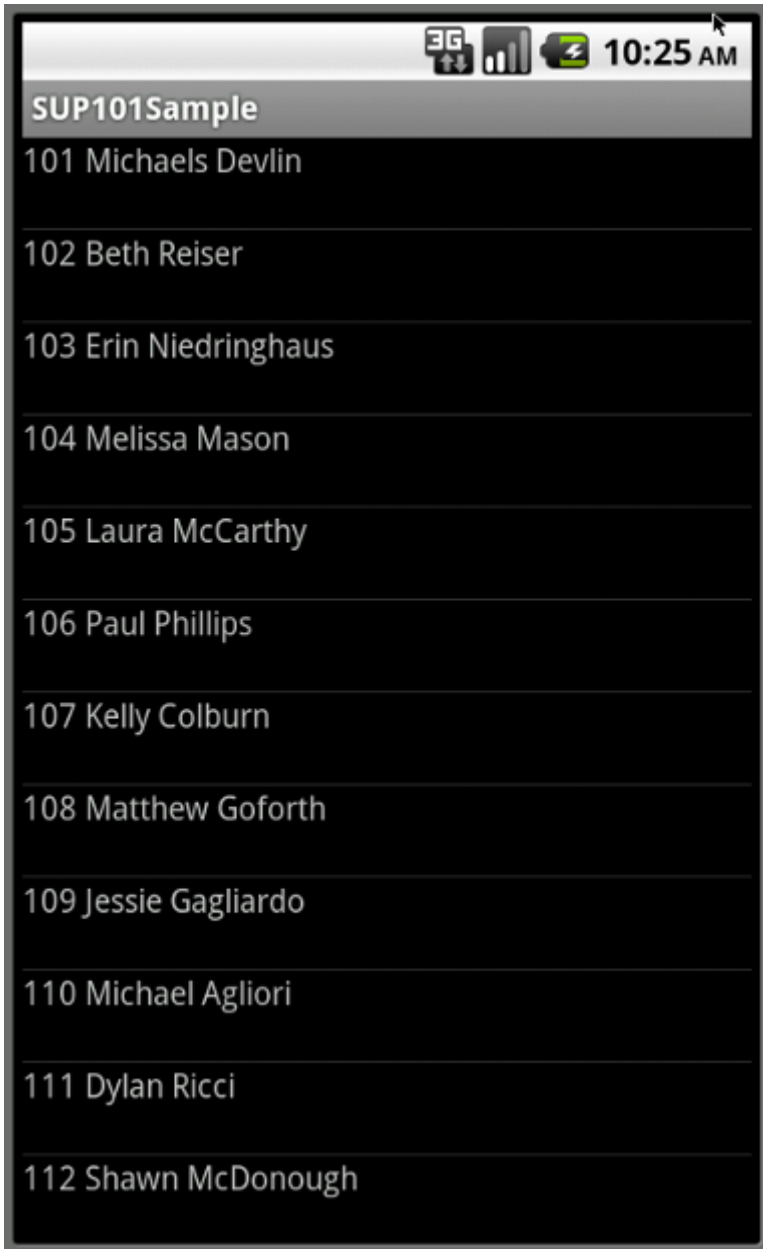 3G 10:25 AM
SUP101Sample
101 Michaels Devlin
102 Beth Reiser
103 Erin Niedringhaus
104 Melissa Mason
105 Laura McCarthy
106 Paul Phillips
107 Kelly Colburn
108 Matthew Goforth
109 Jessie Gagliardo
110 Michael Agliori
111 Dylan Ricci
112 Shawn McDonough